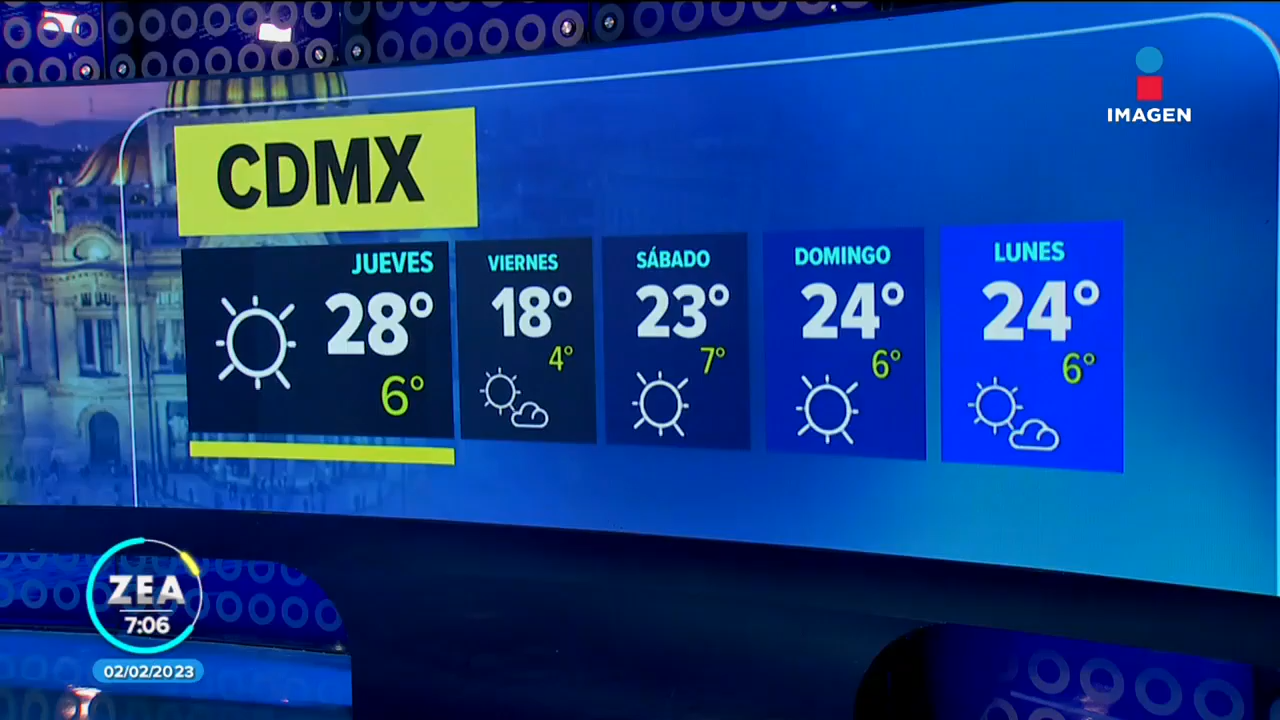 IMAGEN
CDMX
JUEVES
28°
6°
VIERNES
18°
4°
SÁBADO
23°
7°
DOMINGO
24°
6°
LUNES
24°
6°
ZEA
7:06
02/02/2023